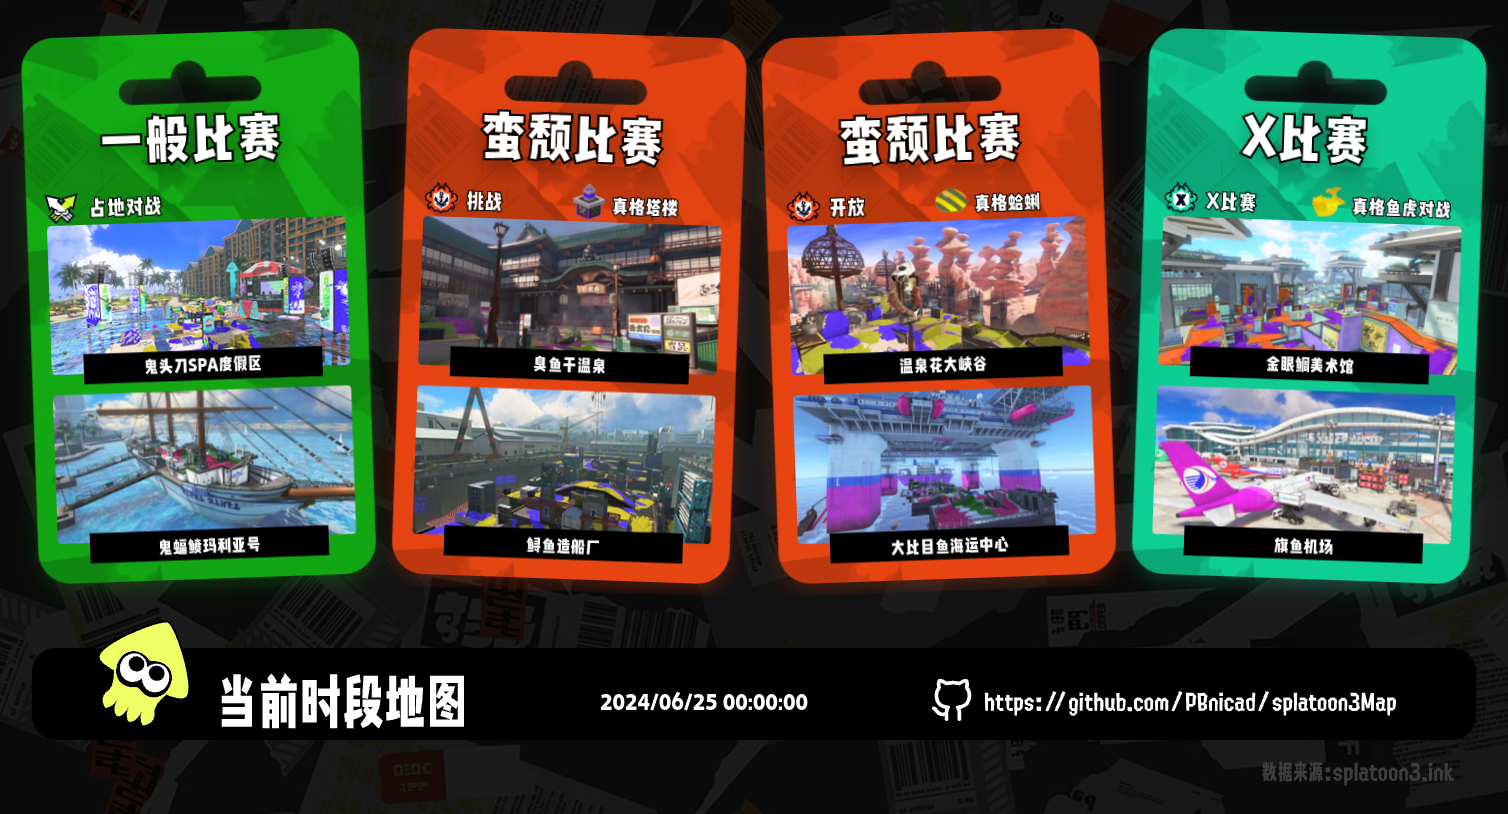 一般比赛
占地对战
鬼头刀SPA度假区
鬼蝠鲼玛利亚号
蛮颓比赛
挑战
真格塔楼
臭鱼干温泉
鲟鱼造船厂
蛮颓比赛
开放
真格蛤蜊
温泉花大峡谷
大比目鱼海运中心
X比赛
X比赛
真格鱼虎对战
金眼鲷美术馆
旗鱼机场
当前时段地图
2024/06/25 00:00:00
https://github.com/PBnicad/splatoon3Map
数据来源:splatoon3.ink